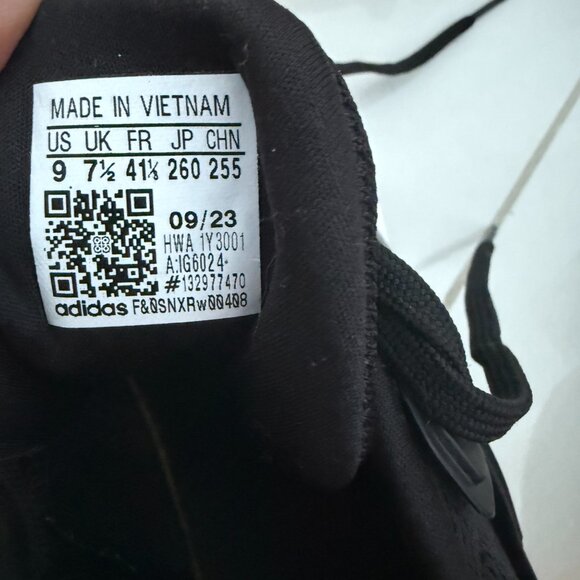 MADE IN VIETNAM
US UK FR JP CHN
9 7½ 41⅓ 260 255
09/23
HWA 1Y3001
A:IG6024*
#132977470
adidas F&0SNXRw00408